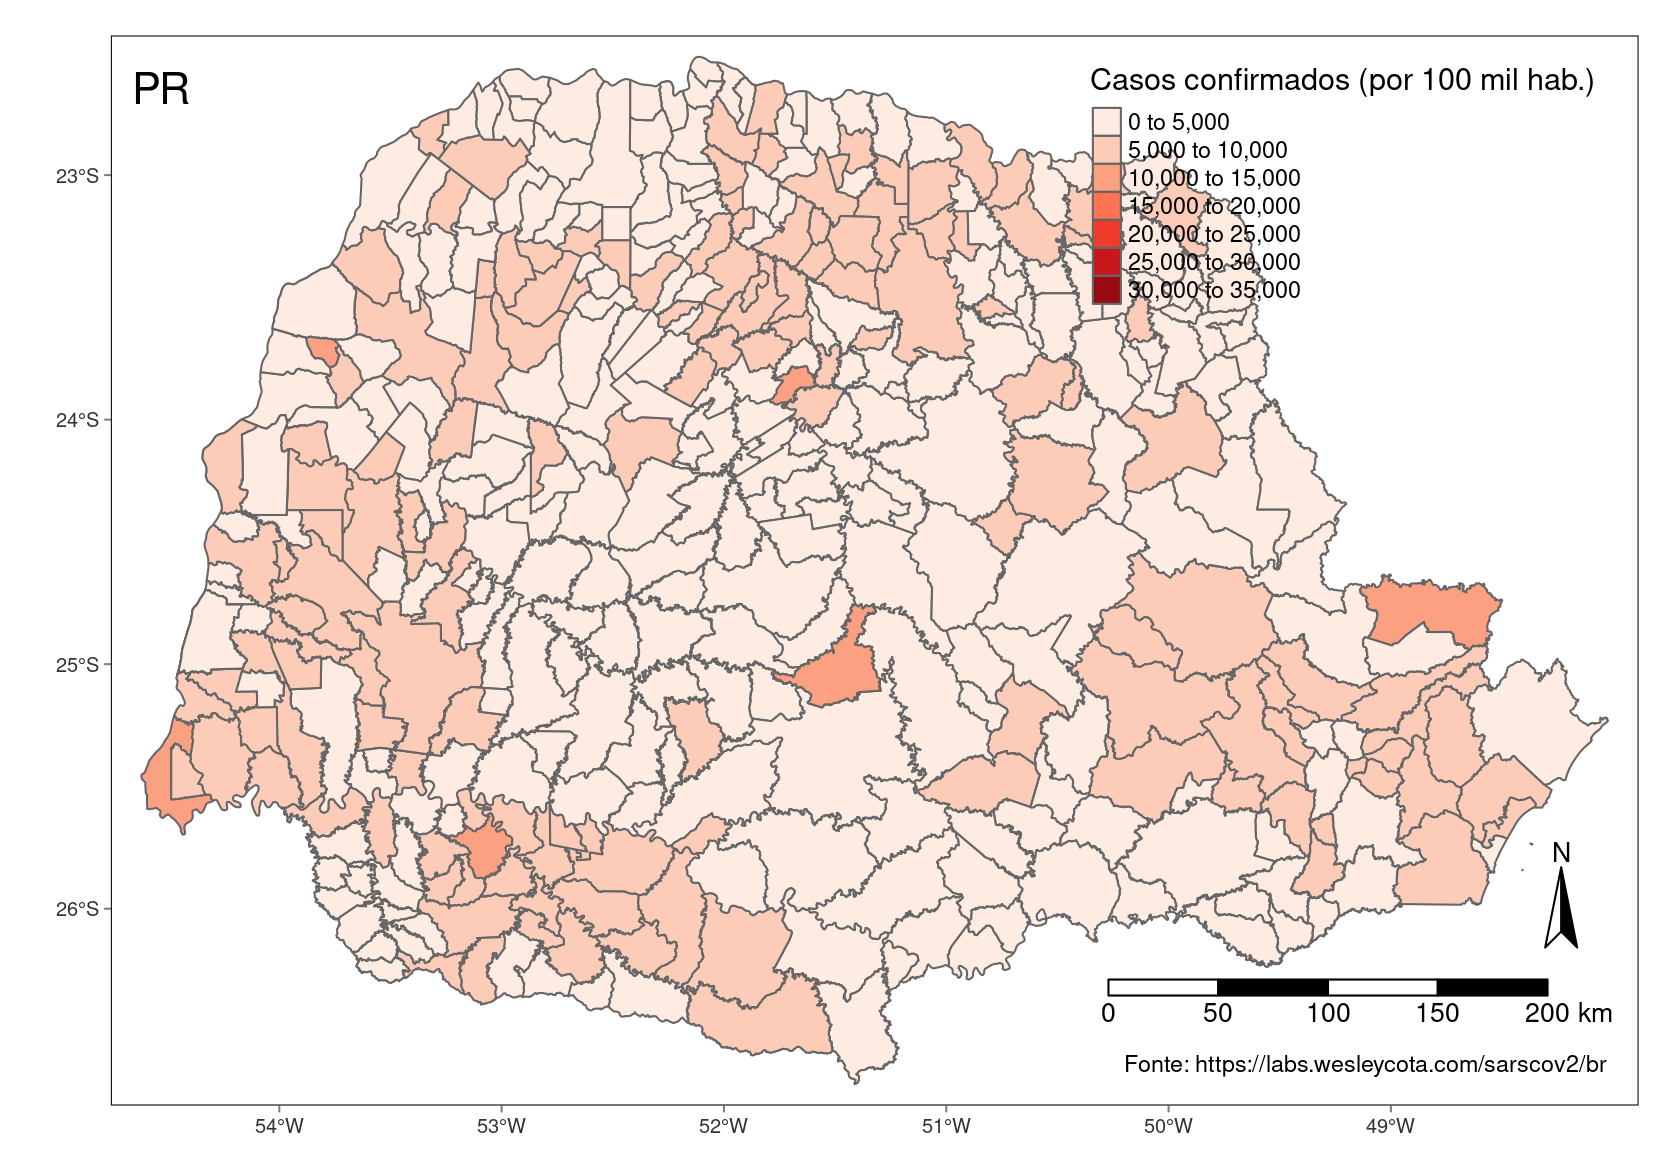 PR
Casos confirmados (por 100 mil hab.)
0 to 5,000
5,000 to 10,000
10,000 to 15,000
15,000 to 20,000
20,000 to 25,000
25,000 to 30,000
30,000 to 35,000
23°S
24°S
25°S
26°S
N
0 50 100 150 200 km
Fonte: https://labs.wesleycota.com/sarscov2/br
54°W 53°W 52°W 51°W 50°W 49°W